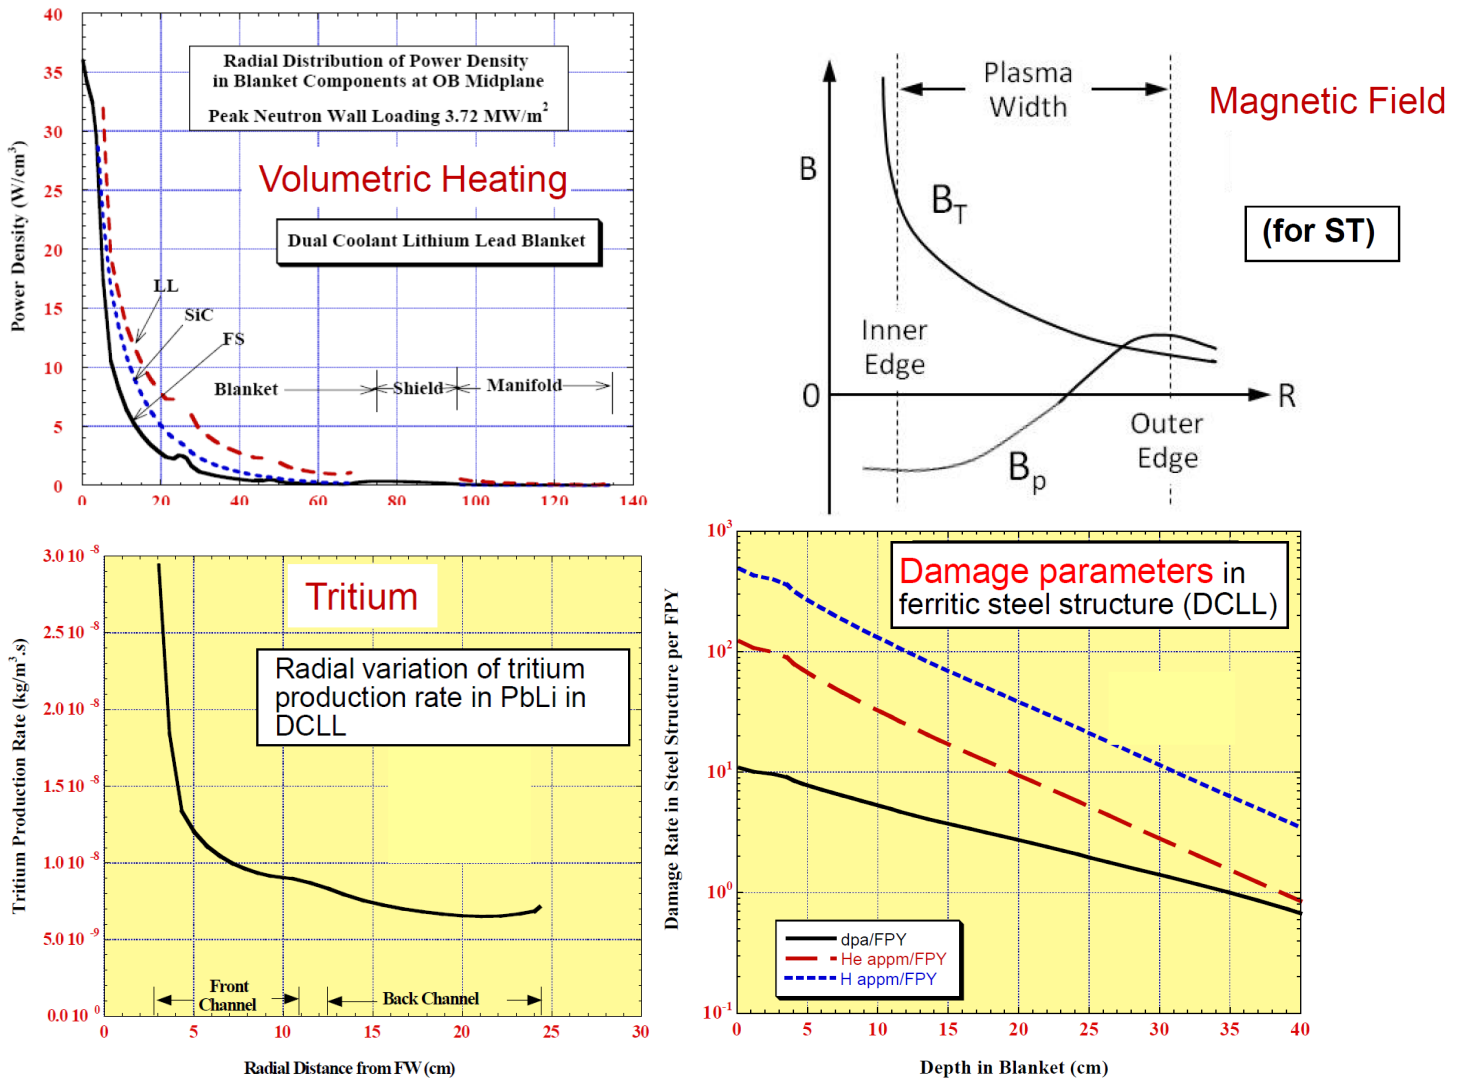 40
35
30
25
20
15
10
5
0
Power Density (W/cm³)
Radial Distribution of Power Density
in Blanket Components at OB Midplane
Peak Neutron Wall Loading 3.72 MW/m²
Volumetric Heating
Dual Coolant Lithium Lead Blanket
LL
SiC
FS
Blanket
Shield
Manifold
0 20 40 60 80 100 120 140
Plasma
Width
Magnetic Field
B
B_T
(for ST)
Inner
Edge
0
R
Outer
Edge
B_p
3.0 10⁻⁸
2.5 10⁻⁸
2.0 10⁻⁸
1.5 10⁻⁸
1.0 10⁻⁸
5.0 10⁻⁹
0.0 10⁰
Tritium Production Rate (kg/m³.s)
Tritium
Radial variation of tritium
production rate in PbLi in
DCLL
Front
Channel
Back Channel
0 5 10 15 20 25 30
Radial Distance from FW (cm)
10³
10²
10¹
10⁰
10⁻¹
Damage Rate in Steel Structure per FPY
Damage parameters in
ferritic steel structure (DCLL)
dpa/FPY
He appm/FPY
H appm/FPY
0 5 10 15 20 25 30 35 40
Depth in Blanket (cm)